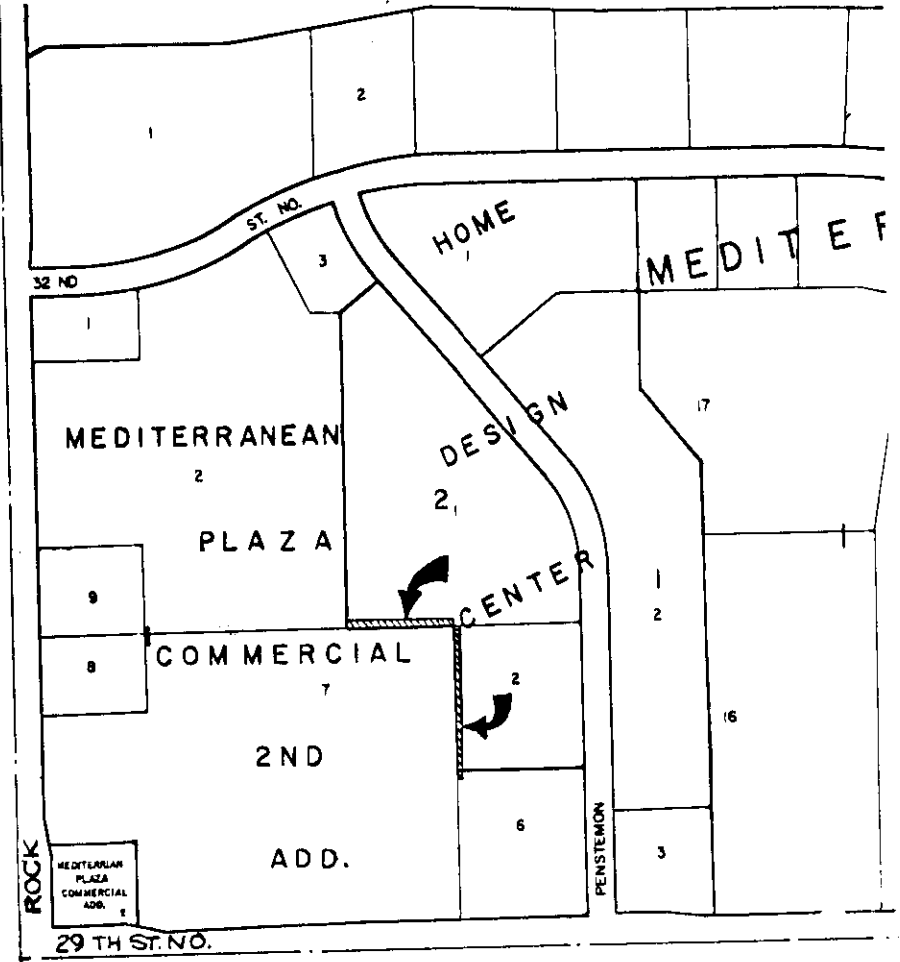 2
1
HOME
1
ST. NO.
MEDITE
3
32 ND
1
17
DESIGN
MEDITERRANEAN
2
2
1
PLAZA
CENTER
1
9
2
COMMERCIAL
8
2
7
16
2ND
6
3
ADD.
PENSTEMON
ROCK
MEDITERRIAN
PLAZA
COMMERCIAL
ADD.
29 TH ST. NO.